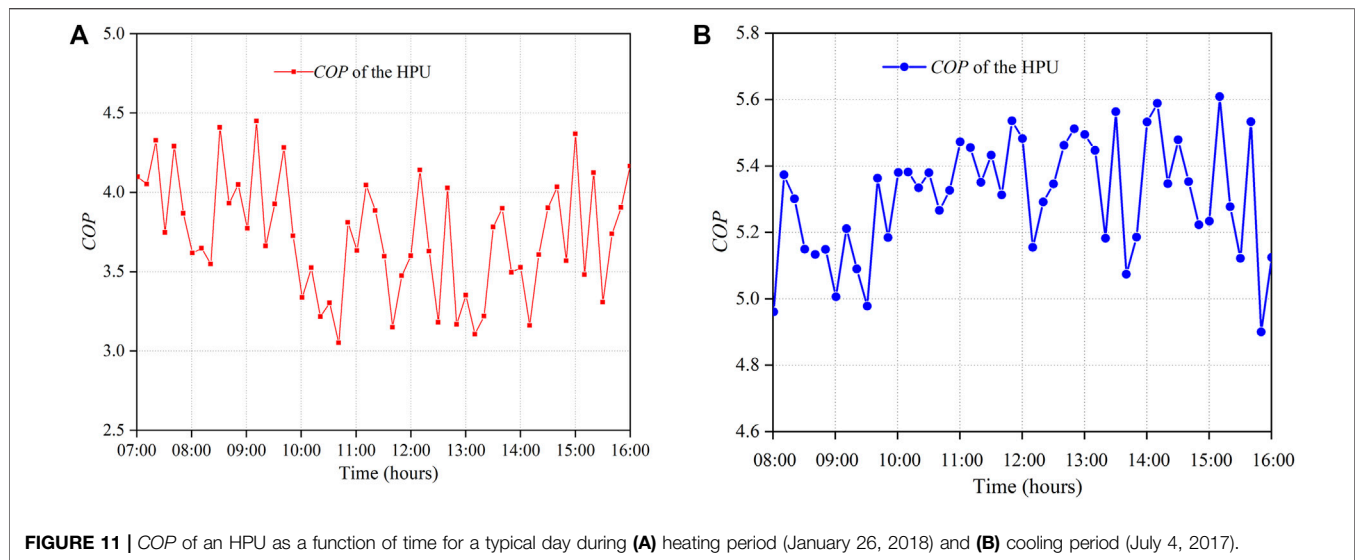 A
5.0
4.5
4.0
3.5
3.0
2.5
COP
COP of the HPU
07:00 08:00 09:00 10:00 11:00 12:00 13:00 14:00 15:00 16:00
Time (hours)
B
5.8
5.6
5.4
5.2
5.0
4.8
4.6
COP
COP of the HPU
08:00 09:00 10:00 11:00 12:00 13:00 14:00 15:00 16:00
Time (hours)
FIGURE 11 | COP of an HPU as a function of time for a typical day during (A) heating period (January 26, 2018) and (B) cooling period (July 4, 2017).